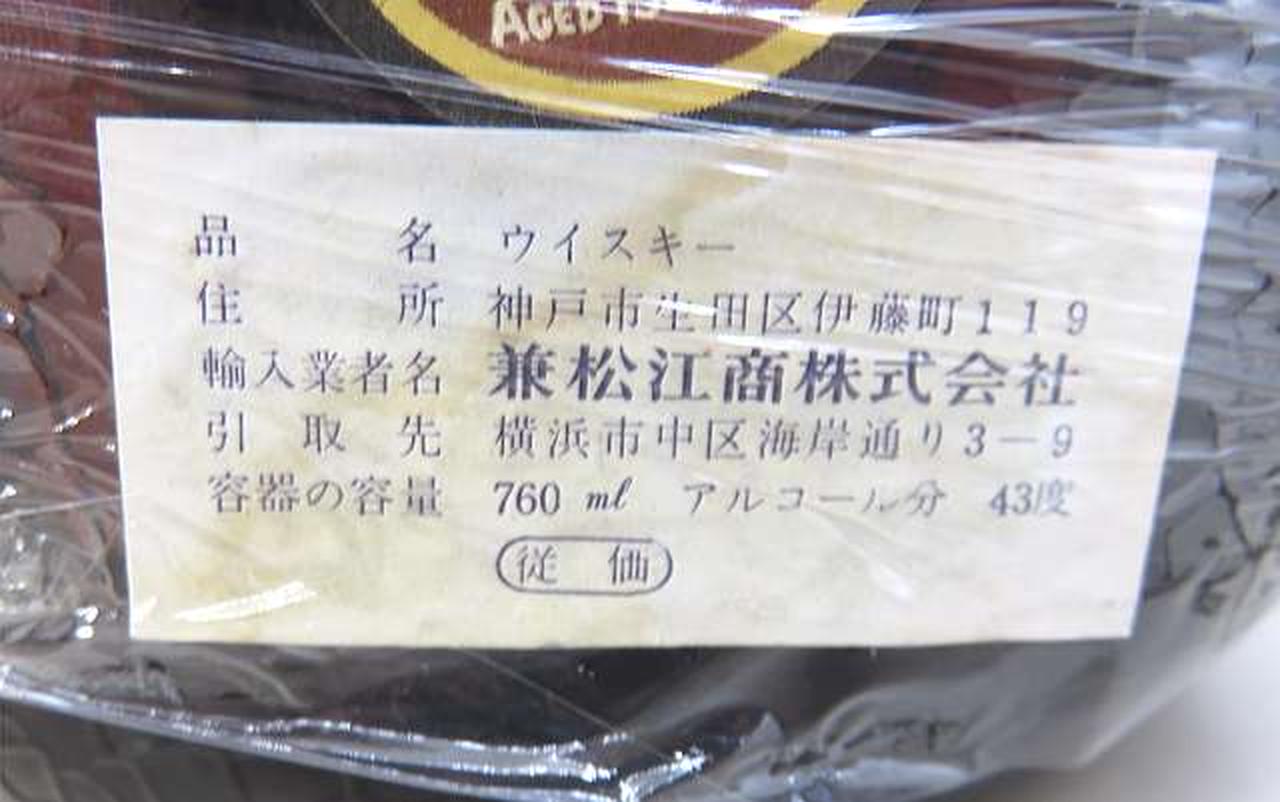 AGED
品名 ウイスキー
住所 神戸市生田区伊藤町119
輸入業者名 兼松江商株式会社
引取先 横浜市中区海岸通り3-9
容器の容量 760 ml アルコール分 43度
従価